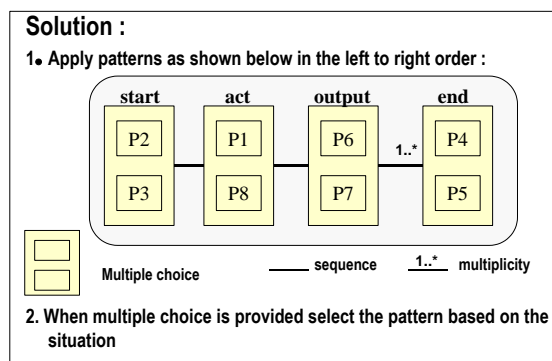 Solution :
1. Apply patterns as shown below in the left to right order :
start act output end
P2 P1 P6 P4
1..*
P3 P8 P7 P5
Multiple choice sequence 1..* multiplicity
2. When multiple choice is provided select the pattern based on the
situation